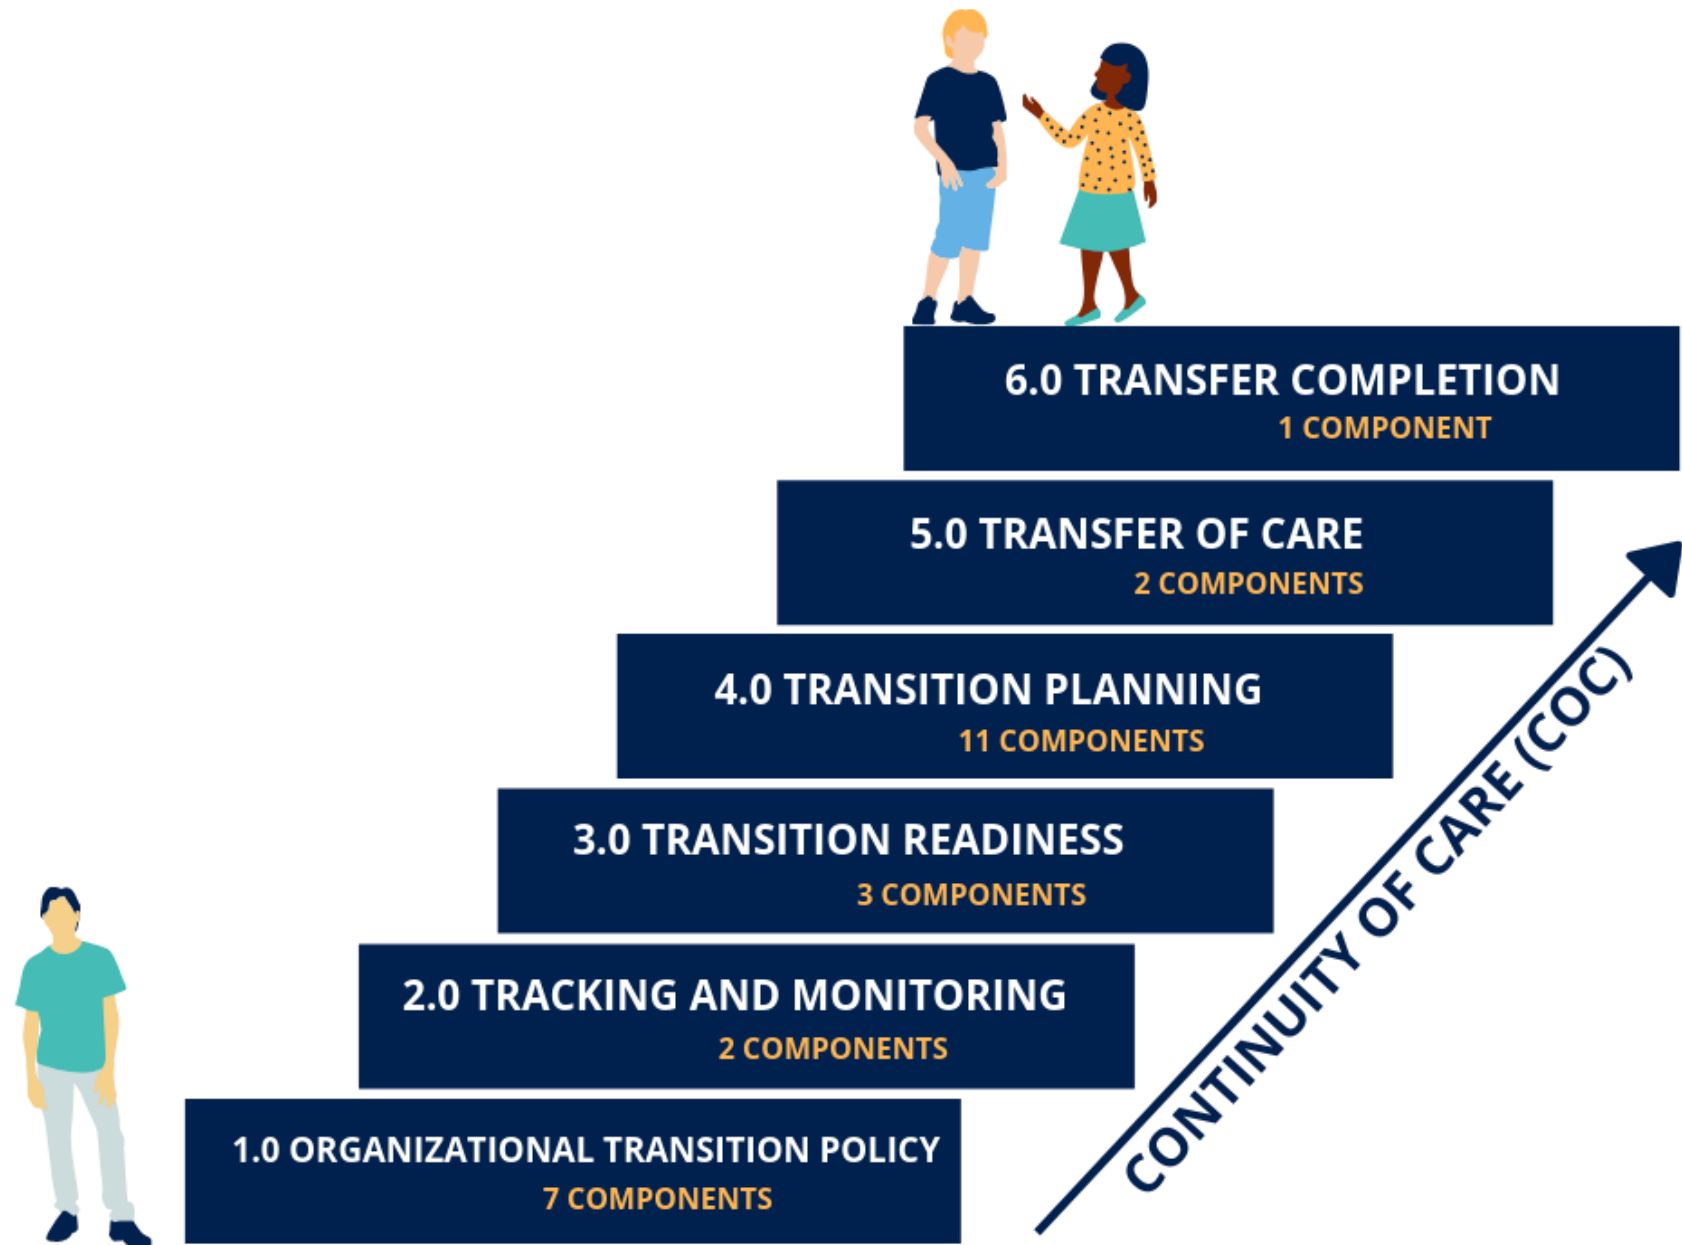 6.0 TRANSFER COMPLETION
1 COMPONENT
5.0 TRANSFER OF CARE
2 COMPONENTS
4.0 TRANSITION PLANNING
11 COMPONENTS
3.0 TRANSITION READINESS
3 COMPONENTS
2.0 TRACKING AND MONITORING
2 COMPONENTS
1.0 ORGANIZATIONAL TRANSITION POLICY
7 COMPONENTS
CONTINUITY OF CARE (COC)